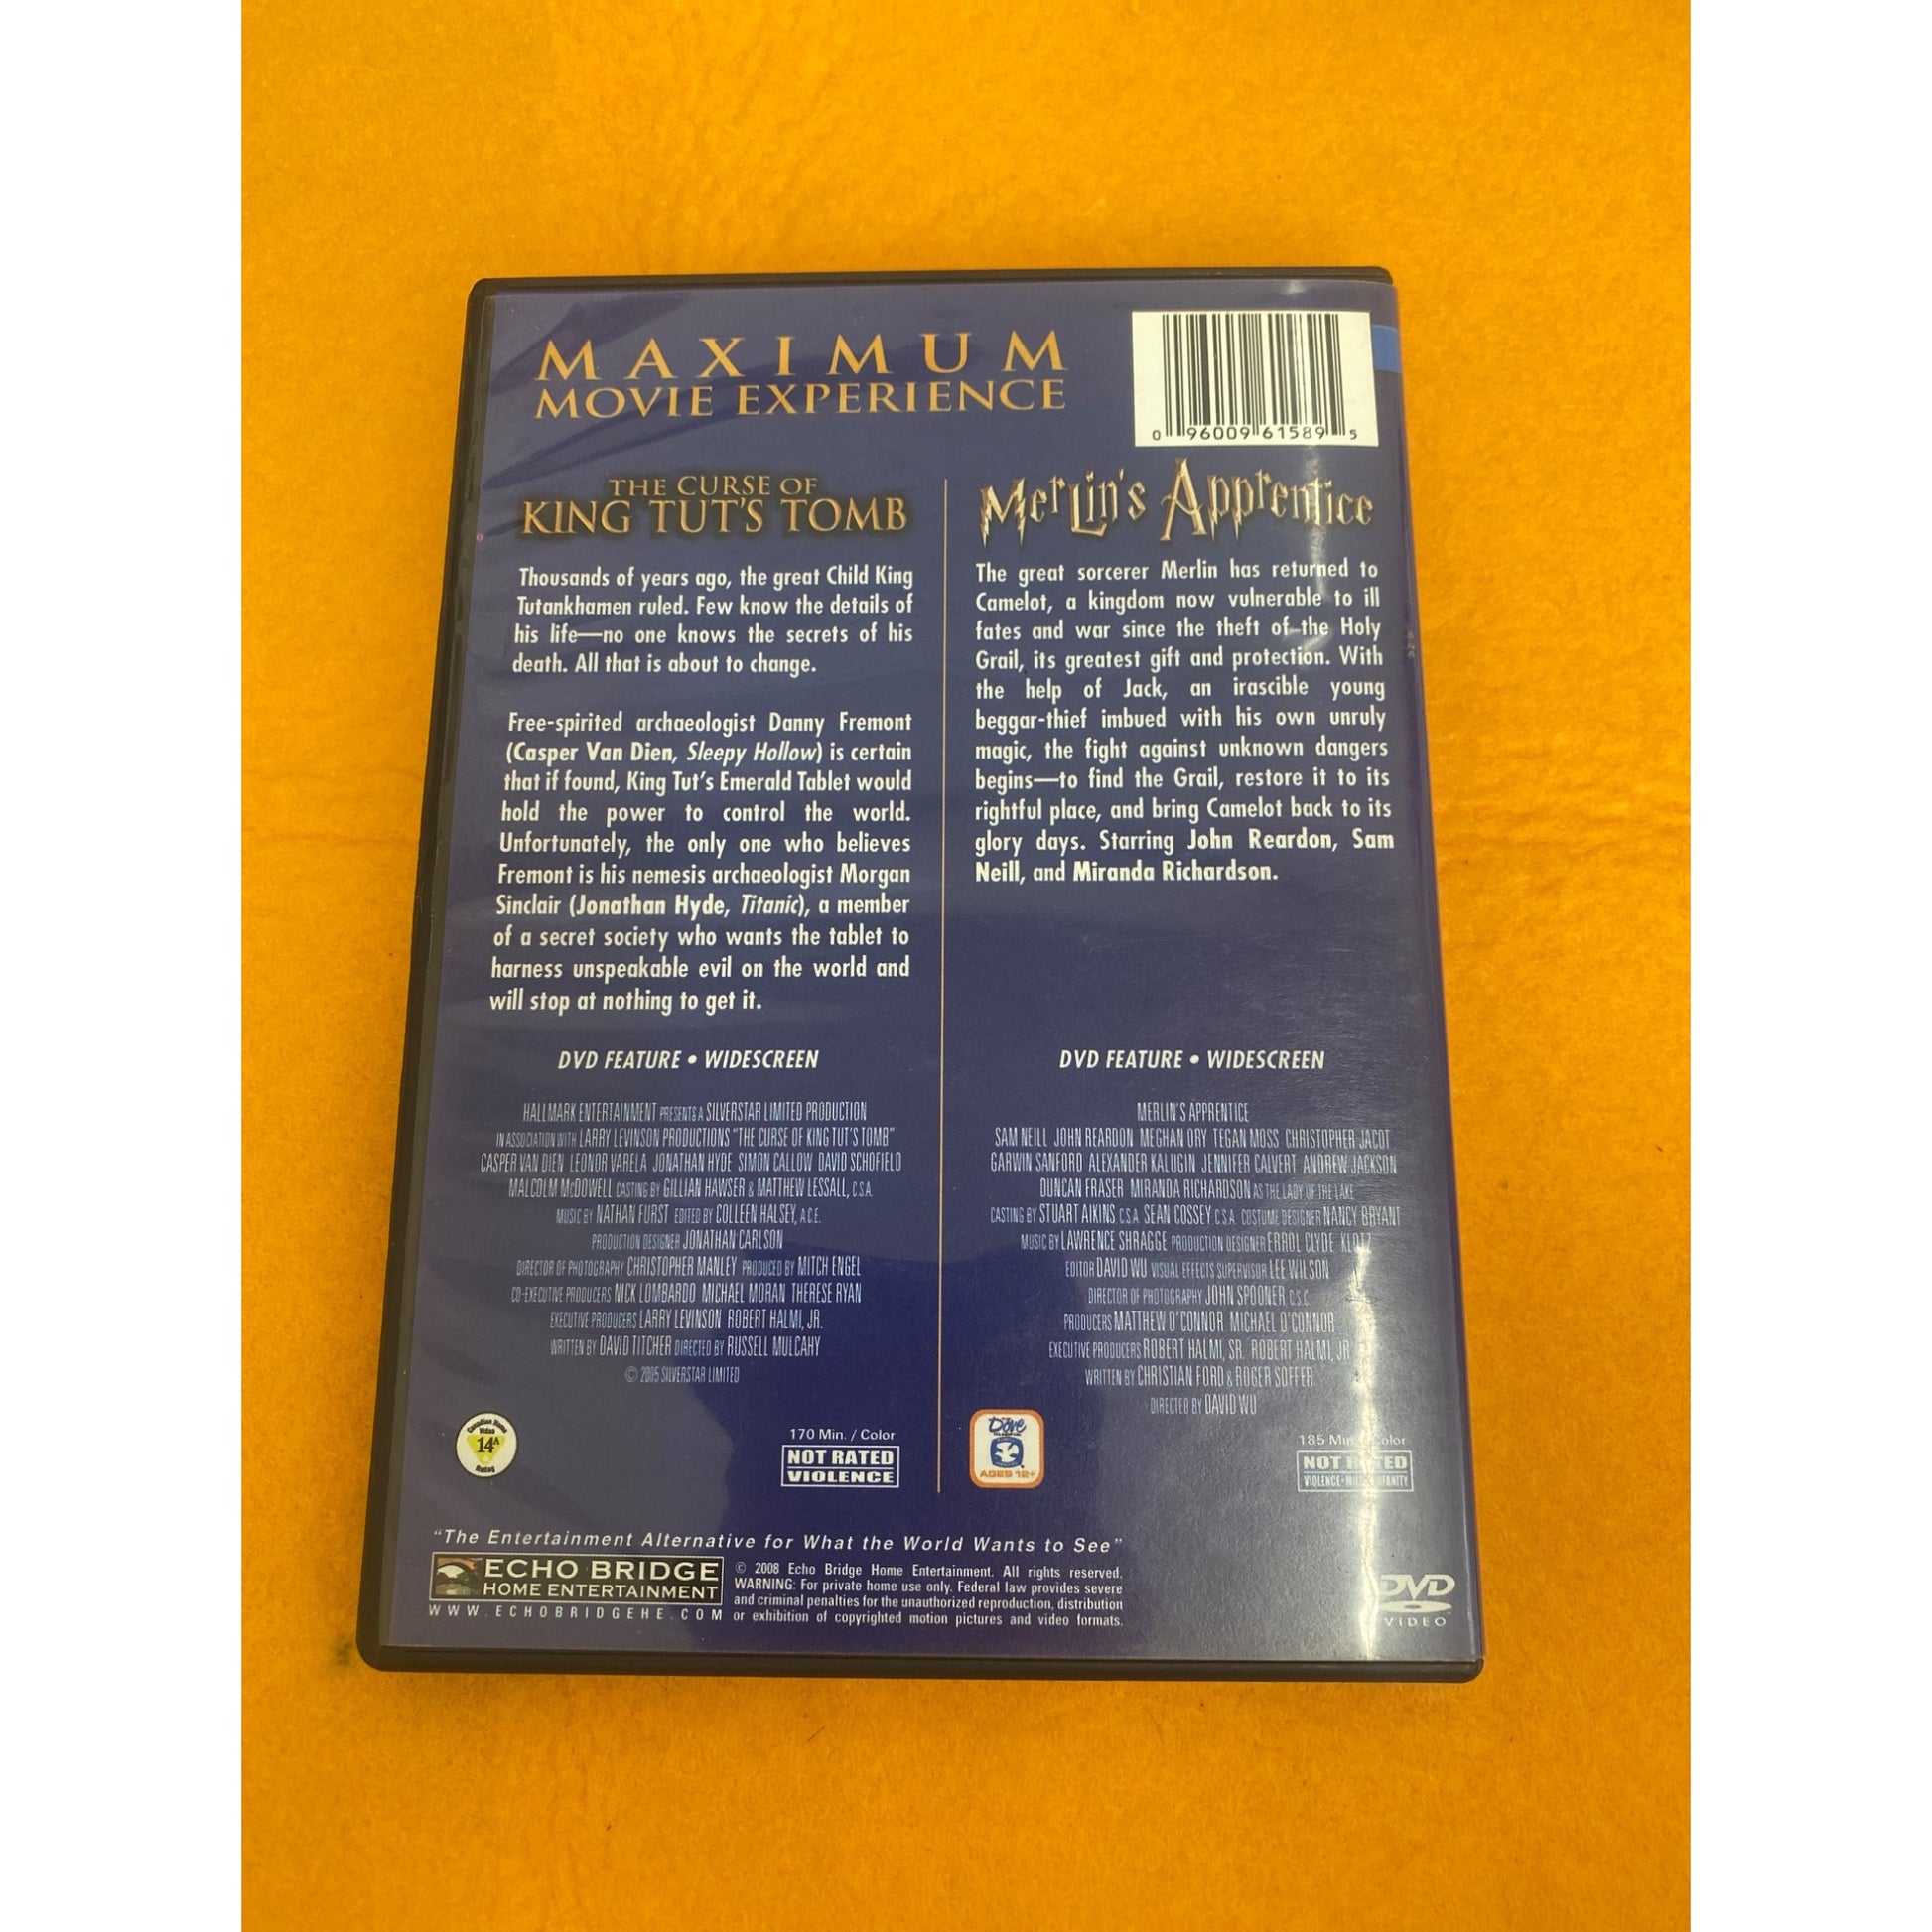 MAXIMUM
MOVIE EXPERIENCE
0 96009 61589 5
THE CURSE OF
KING TUT'S TOMB
Thousands of years ago, the great Child King
Tutankhamen ruled. Few know the details of
his life—no one knows the secrets of his
death. All that is about to change.
Free-spirited archaeologist Danny Fremont
(Casper Van Dien, Sleepy Hollow) is certain
that if found, King Tut's Emerald Tablet would
hold the power to control the world.
Unfortunately, the only one who believes
Fremont is his nemesis archaeologist Morgan
Sinclair (Jonathan Hyde, Titanic), a member
of a secret society who wants the tablet to
harness unspeakable evil on the world and
will stop at nothing to get it.
DVD FEATURE • WIDESCREEN
HALLMARK ENTERTAINMENT PRESENTS A SILVERSTAR LIMITED PRODUCTION
IN ASSOCIATION WITH LARRY LEVINSON PRODUCTIONS "THE CURSE OF KING TUT'S TOMB"
CASPER VAN DIEN LEONOR VARELA JONATHAN HYDE SIMON CALLOW DAVID SCHOFIELD
MALCOLM McDOWELL CASTING BY GILLIAN HAWSER & MATTHEW LESSALL, C.S.A.
MUSIC BY NATHAN FURST EDITED BY COLLEEN HALSEY, A.C.E.
PRODUCTION DESIGNER JONATHAN CARLSON
DIRECTOR OF PHOTOGRAPHY CHRISTOPHER MANLEY PRODUCED BY MITCH ENGEL
CO-EXECUTIVE PRODUCERS NICK LOMBARDO MICHAEL MORAN THERESE RYAN
EXECUTIVE PRODUCERS LARRY LEVINSON ROBERT HALMI, JR.
WRITTEN BY DAVID TITCHER DIRECTED BY RUSSELL MULCAHY
© 2005 SILVERSTAR LIMITED
Canadian Home
Video
14A
Rating
170 Min. / Color
NOT RATED
VIOLENCE
Merlin's Apprentice
The great sorcerer Merlin has returned to
Camelot, a kingdom now vulnerable to ill
fates and war since the theft of the Holy
Grail, its greatest gift and protection. With
the help of Jack, an irascible young
beggar-thief imbued with his own unruly
magic, the fight against unknown dangers
begins—to find the Grail, restore it to its
rightful place, and bring Camelot back to its
glory days. Starring John Reardon, Sam
Neill, and Miranda Richardson.
DVD FEATURE • WIDESCREEN
MERLIN'S APPRENTICE
SAM NEILL JOHN REARDON MEGHAN ORY TEGAN MOSS CHRISTOPHER JACOT
GARWIN SANFORD ALEXANDER KALUGIN JENNIFER CALVERT ANDREW JACKSON
DUNCAN FRASER MIRANDA RICHARDSON AS THE LADY OF THE LAKE
CASTING BY STUART AIKINS C.S.A. SEAN COSSEY C.S.A. COSTUME DESIGNER NANCY BRYANT
MUSIC BY LAWRENCE SHRAGGE PRODUCTION DESIGNER ERROL CLYDE KLOTZ
EDITOR DAVID WU VISUAL EFFECTS SUPERVISOR LEE WILSON
DIRECTOR OF PHOTOGRAPHY JOHN SPOONER C.S.C.
PRODUCERS MATTHEW O'CONNOR MICHAEL O'CONNOR
EXECUTIVE PRODUCERS ROBERT HALMI, SR. ROBERT HALMI, JR
WRITTEN BY CHRISTIAN FORD & ROGER SOFFER
DIRECTED BY DAVID WU
Dove
AGES 12+
185 Min. Color
NOT RATED
VIOLENCE
"The Entertainment Alternative for What the World Wants to See"
ECHO BRIDGE
HOME ENTERTAINMENT
WWW.ECHOBRIDGEHE.COM
© 2008 Echo Bridge Home Entertainment. All rights reserved.
WARNING: For private home use only. Federal law provides severe
and criminal penalties for the unauthorized reproduction, distribution
or exhibition of copyrighted motion pictures and video formats.
DVD
VIDEO